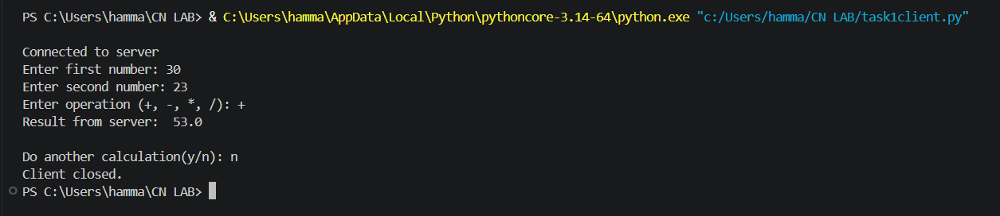 PS C:\Users\hamma\CN LAB> & C:\Users\hamma\AppData\Local\Python\pythoncore-3.14-64\python.exe "c:/Users/hamma/CN LAB/task1client.py"
Connected to server
Enter first number: 30
Enter second number: 23
Enter operation (+, -, *, /): +
Result from server:  53.0
Do another calculation(y/n): n
Client closed.
PS C:\Users\hamma\CN LAB>